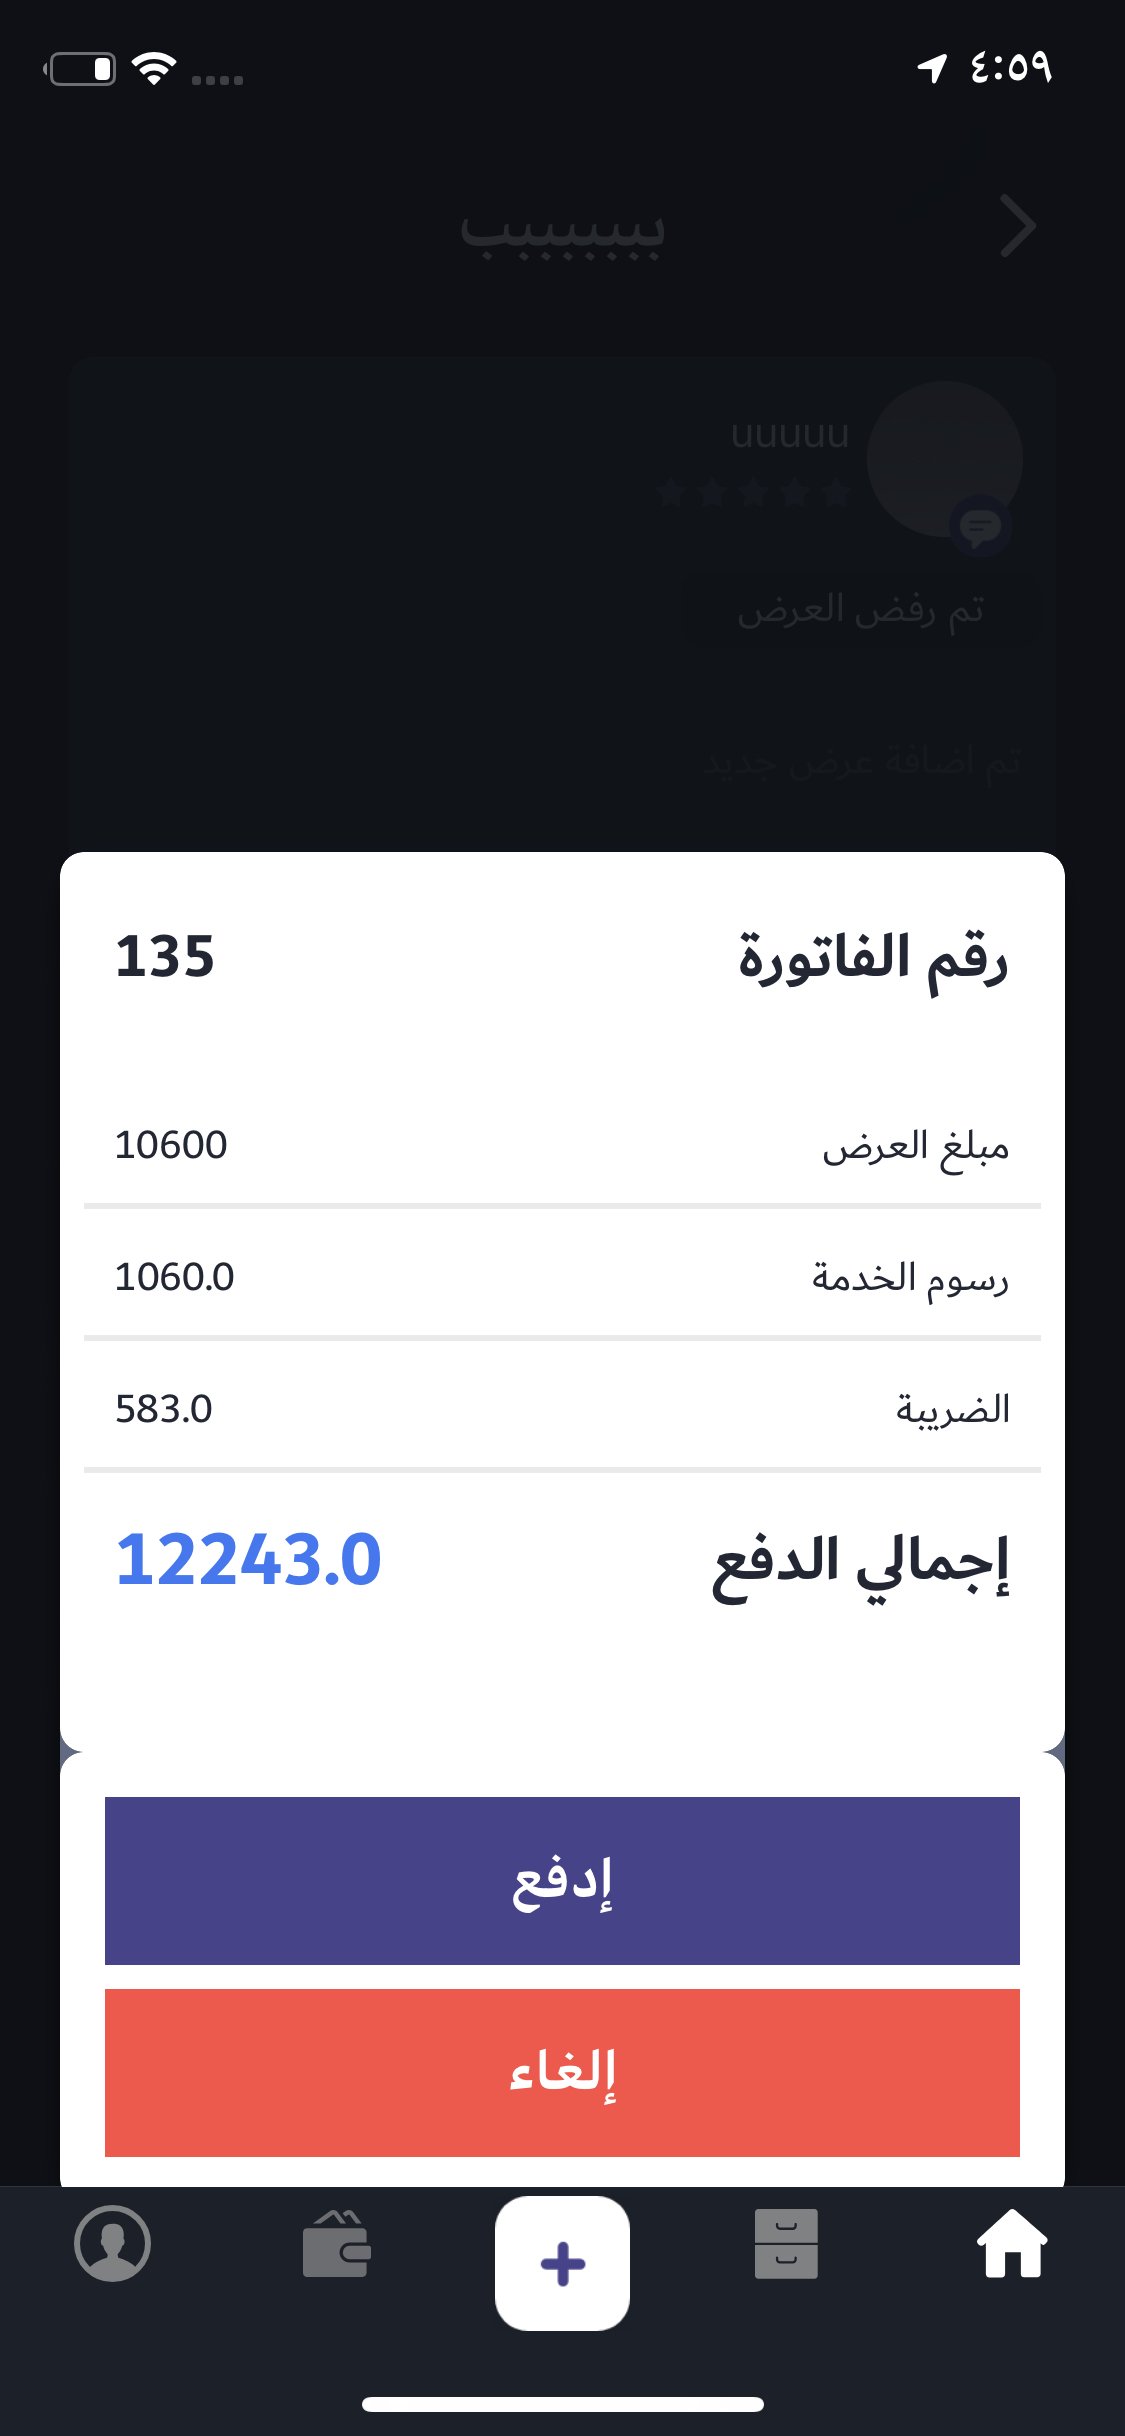 ٤:٥٩
بببببببب
uuuuu
تم رفض العرض
تم اضافة عرض جديد
رقم الفاتورة 135
مبلغ العرض 10600
رسوم الخدمة 1060.0
الضريبة 583.0
إجمالي الدفع 12243.0
إدفع
إلغاء